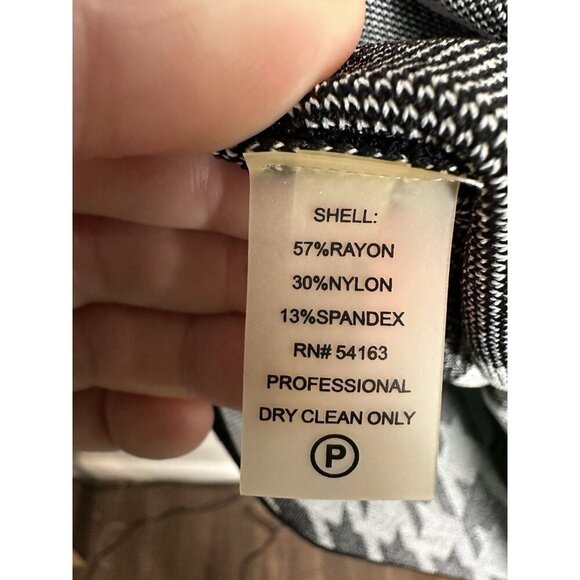 SHELL:
57%RAYON
30%NYLON
13%SPANDEX
RN# 54163
PROFESSIONAL
DRY CLEAN ONLY
P